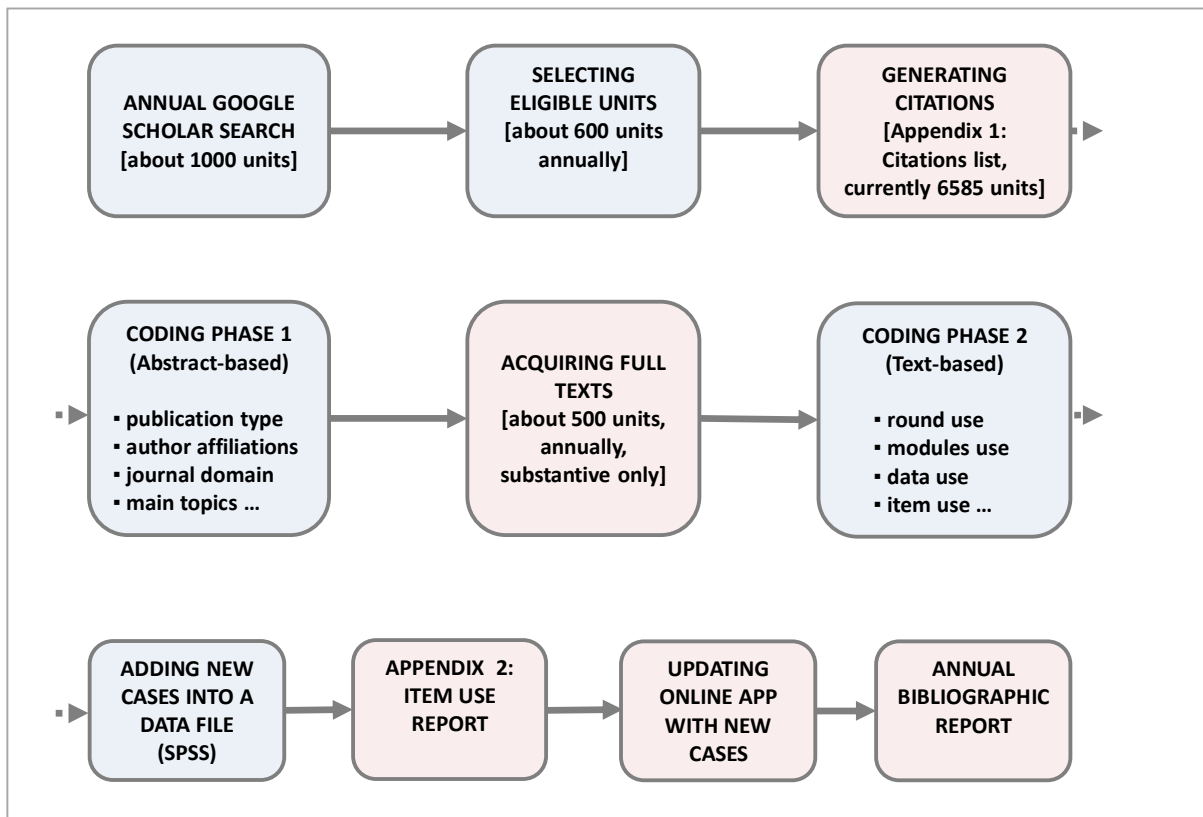 ANNUAL GOOGLE
SCHOLAR SEARCH
[about 1000 units]
SELECTING
ELIGIBLE UNITS
[about 600 units
annually]
GENERATING
CITATIONS
[Appendix 1:
Citations list,
currently 6585 units]
CODING PHASE 1
(Abstract-based)
▪ publication type
▪ author affiliations
▪ journal domain
▪ main topics ...
ACQUIRING FULL
TEXTS
[about 500 units,
annually,
substantive only]
CODING PHASE 2
(Text-based)
▪ round use
▪ modules use
▪ data use
▪ item use ...
ADDING NEW
CASES INTO A
DATA FILE
(SPSS)
APPENDIX 2:
ITEM USE
REPORT
UPDATING
ONLINE APP
WITH NEW
CASES
ANNUAL
BIBLIOGRAPHIC
REPORT